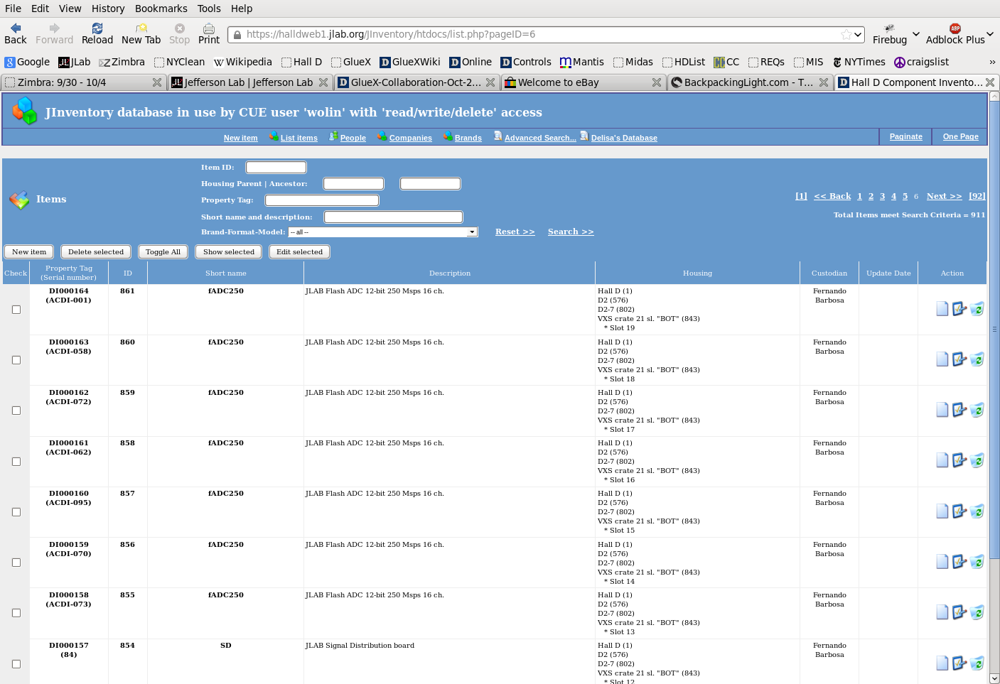 File Edit View History Bookmarks Tools Help
Back Forward Reload New Tab Stop Print https://halldweb1.jlab.org/JInventory/htdocs/list.php?pageID=6 Firebug ABP Adblock Plus
Google JLab Zimbra NYClean Wikipedia Hall D GlueX GlueXWiki Online Controls Mantis Midas HDList CC REQs MIS NYTimes craigslist »
Zimbra: 9/30 - 10/4 Jefferson Lab | Jefferson Lab GlueX-Collaboration-Oct-2... Welcome to eBay BackpackingLight.com - T... Hall D Component Invento...
JInventory database in use by CUE user 'wolin' with 'read/write/delete' access
New item List items People Companies Brands Advanced Search... Delisa's Database Paginate One Page
Item ID:
Housing Parent | Ancestor:
Items
Property Tag:
[1] << Back 1 2 3 4 5 6 Next >> [92]
Short name and description:
Total Items meet Search Criteria = 911
Brand-Format-Model: -- all -- Reset >> Search >>
New item Delete selected Toggle All Show selected Edit selected
Check Property Tag (Serial number) ID Short name Description Housing Custodian Update Date Action
DI000164 861 fADC250 JLAB Flash ADC 12-bit 250 Msps 16 ch. Hall D (1) Fernando
(ACDI-001) D2 (576) Barbosa
D2-7 (802)
VXS crate 21 sl. "BOT" (843)
* Slot 19
DI000163 860 fADC250 JLAB Flash ADC 12-bit 250 Msps 16 ch. Hall D (1) Fernando
(ACDI-058) D2 (576) Barbosa
D2-7 (802)
VXS crate 21 sl. "BOT" (843)
* Slot 18
DI000162 859 fADC250 JLAB Flash ADC 12-bit 250 Msps 16 ch. Hall D (1) Fernando
(ACDI-072) D2 (576) Barbosa
D2-7 (802)
VXS crate 21 sl. "BOT" (843)
* Slot 17
DI000161 858 fADC250 JLAB Flash ADC 12-bit 250 Msps 16 ch. Hall D (1) Fernando
(ACDI-062) D2 (576) Barbosa
D2-7 (802)
VXS crate 21 sl. "BOT" (843)
* Slot 16
DI000160 857 fADC250 JLAB Flash ADC 12-bit 250 Msps 16 ch. Hall D (1) Fernando
(ACDI-095) D2 (576) Barbosa
D2-7 (802)
VXS crate 21 sl. "BOT" (843)
* Slot 15
DI000159 856 fADC250 JLAB Flash ADC 12-bit 250 Msps 16 ch. Hall D (1) Fernando
(ACDI-070) D2 (576) Barbosa
D2-7 (802)
VXS crate 21 sl. "BOT" (843)
* Slot 14
DI000158 855 fADC250 JLAB Flash ADC 12-bit 250 Msps 16 ch. Hall D (1) Fernando
(ACDI-073) D2 (576) Barbosa
D2-7 (802)
VXS crate 21 sl. "BOT" (843)
* Slot 13
DI000157 854 SD JLAB Signal Distribution board Hall D (1) Fernando
(84) D2 (576) Barbosa
D2-7 (802)
VXS crate 21 sl. "BOT" (843)
* Slot 12